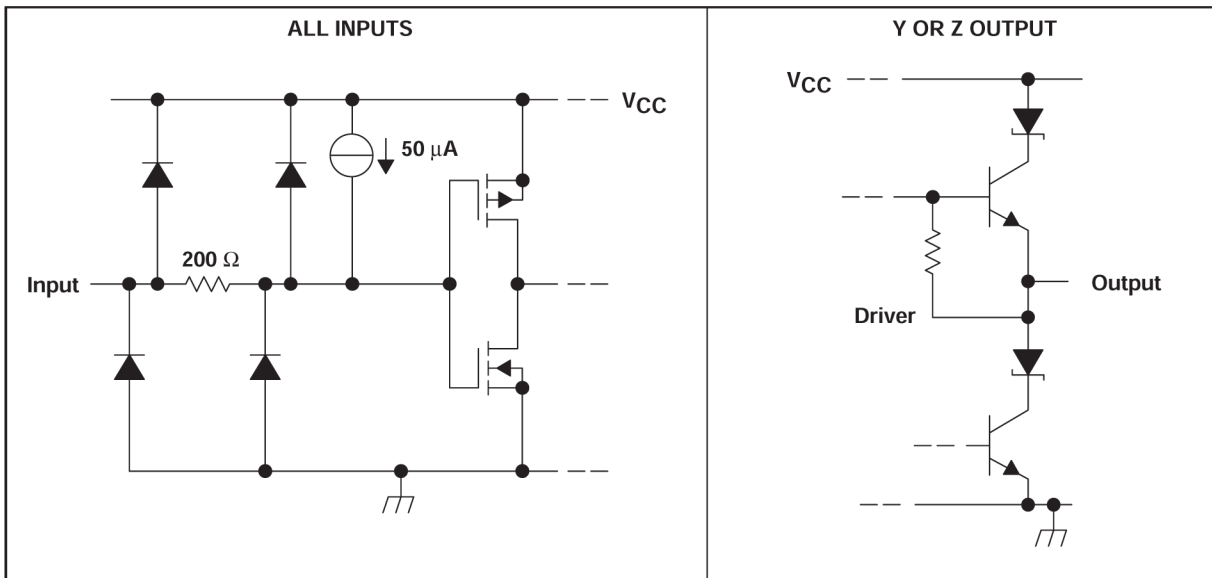 ALL INPUTS
VCC
50 μA
200 Ω
Input
Y OR Z OUTPUT
VCC
Output
Driver